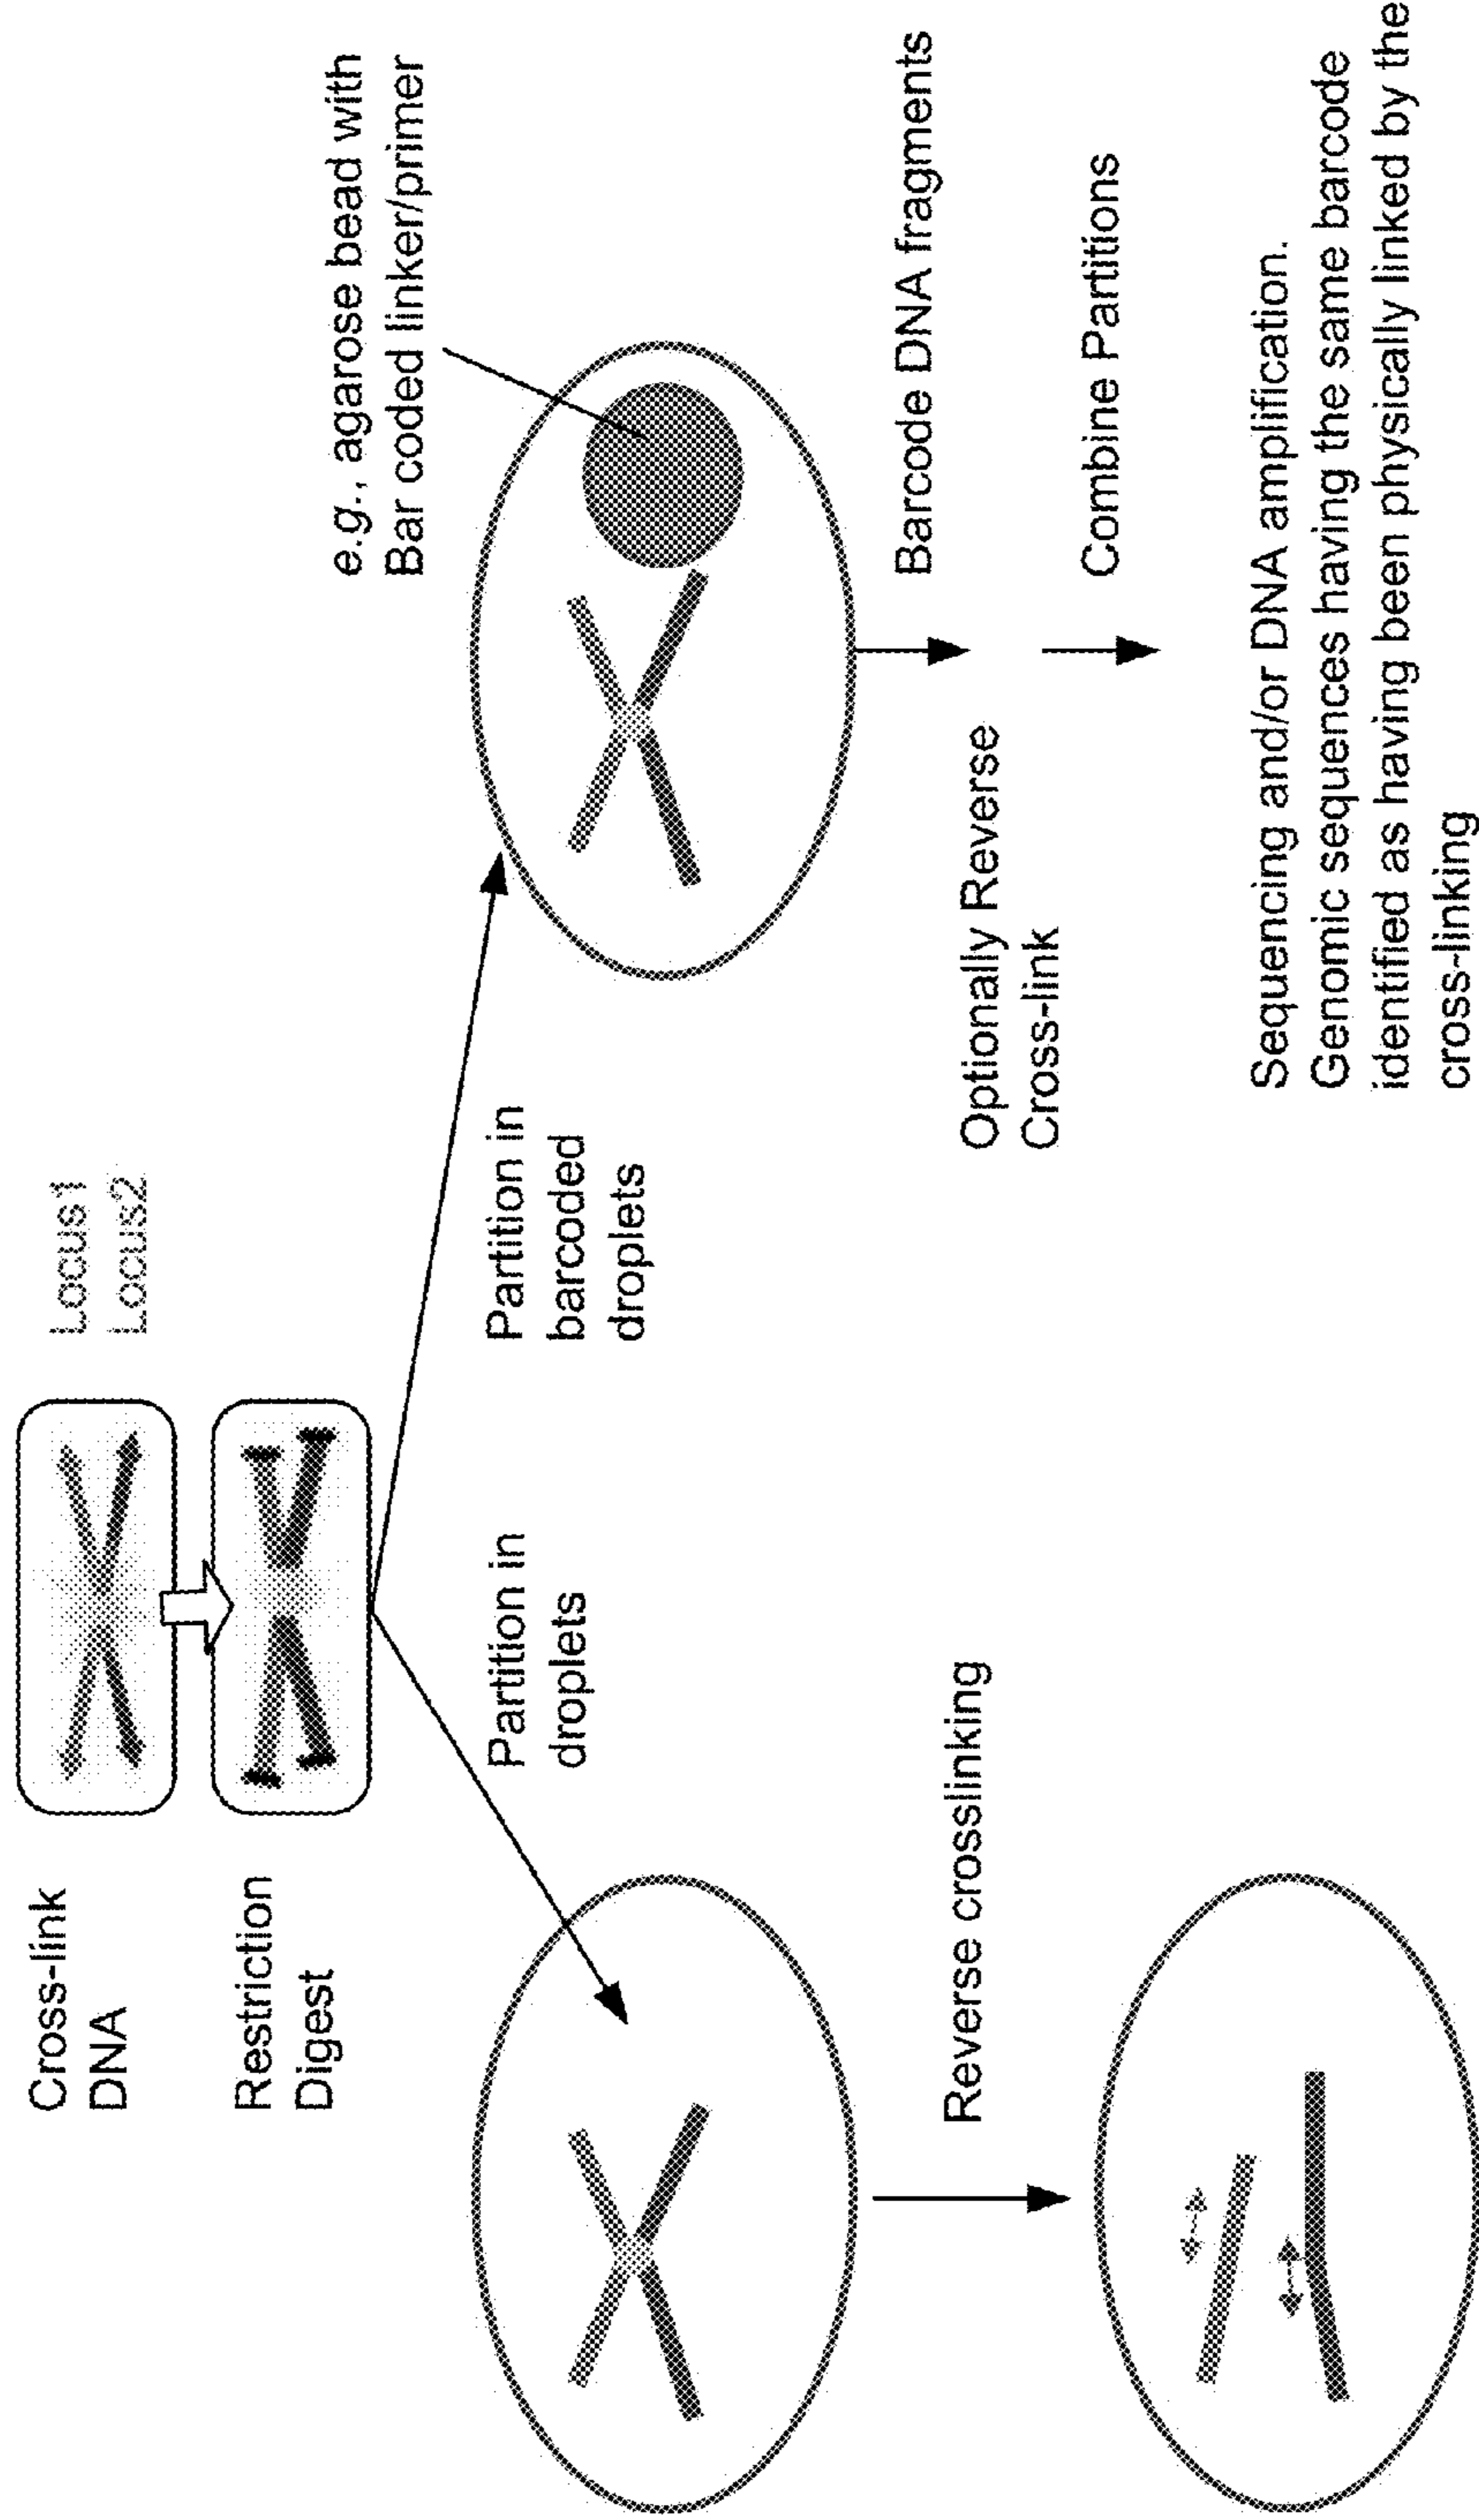 Cross-link
DNA
Locus1
Locus2
Restriction
Digest
Partition in
droplets
Partition in
barcoded
droplets
e.g., agarose bead with
Bar coded linker/primer
Reverse crosslinking
Barcode DNA fragments
Optionally Reverse
Cross-link
Combine Partitions
Sequencing and/or DNA amplification.
Genomic sequences having the same barcode
identified as having been physically linked by the
cross-linking